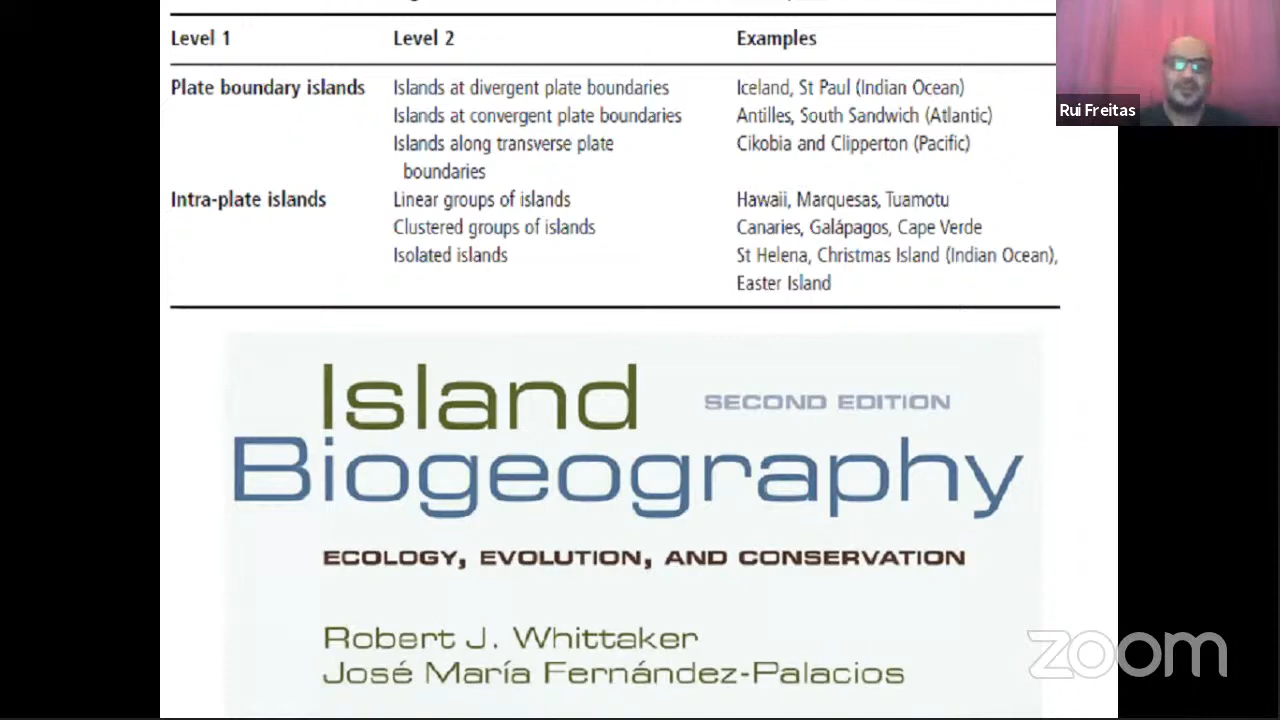 Level 1 Level 2 Examples
Plate boundary islands Islands at divergent plate boundaries Iceland, St Paul (Indian Ocean)
Islands at convergent plate boundaries Antilles, South Sandwich (Atlantic)
Islands along transverse plate Cikobia and Clipperton (Pacific)
boundaries
Intra-plate islands Linear groups of islands Hawaii, Marquesas, Tuamotu
Clustered groups of islands Canaries, Galápagos, Cape Verde
Isolated islands St Helena, Christmas Island (Indian Ocean),
Easter Island
Rui Freitas
Island SECOND EDITION
Biogeography
ECOLOGY, EVOLUTION, AND CONSERVATION
Robert J. Whittaker
José María Fernández-Palacios
zoom